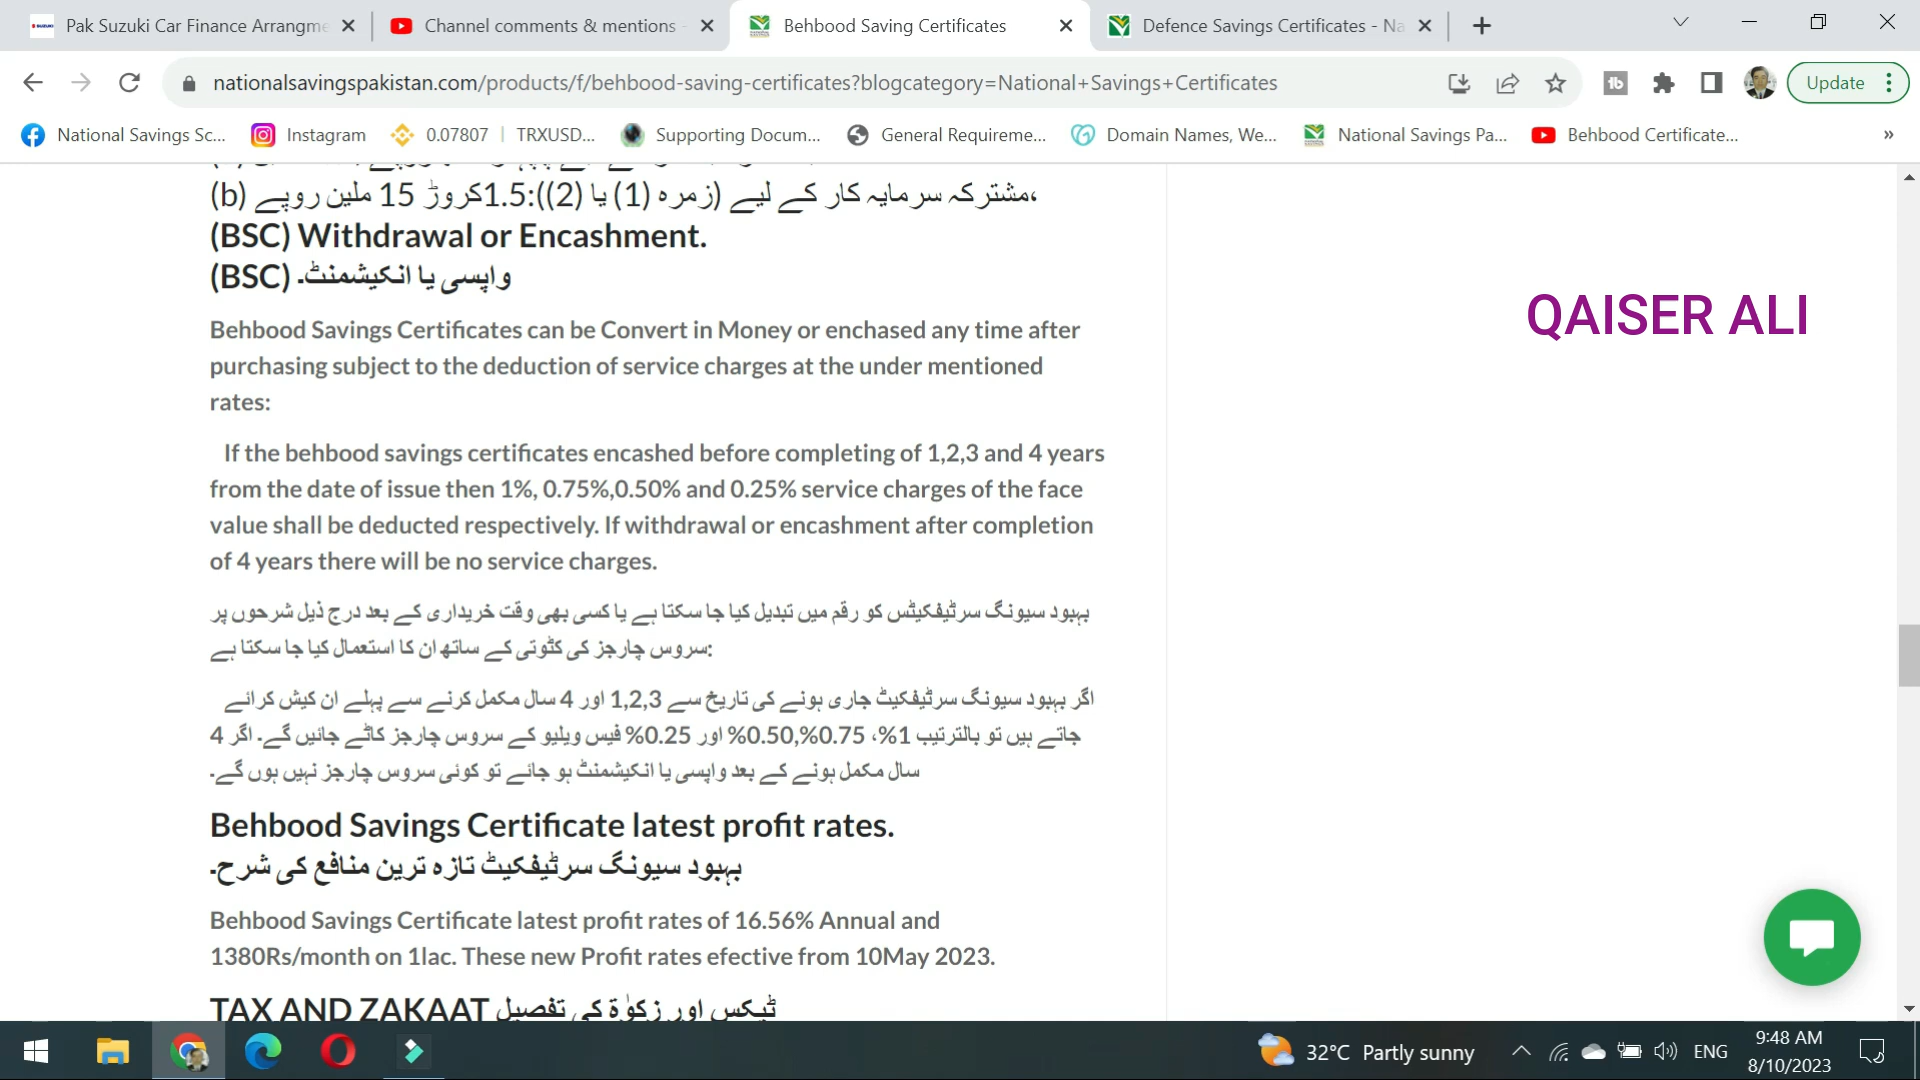 Pak Suzuki Car Finance Arrangme
Channel comments & mentions -
Behbood Saving Certificates
Defence Savings Certificates - Na
nationalsavingspakistan.com/products/f/behbood-saving-certificates?blogcategory=National+Savings+Certificates
Update
National Savings Sc...
Instagram
0.07807 | TRXUSD...
Supporting Docum...
General Requireme...
Domain Names, We...
National Savings Pa...
Behbood Certificate...
»
(b) مشترکہ سرمایہ کار کے لیے (زمرہ (1) یا (2)):1.5کروڑ 15 ملین روپے،
(BSC) Withdrawal or Encashment.
(BSC) واپسی یا انکیشمنٹ۔
QAISER ALI
Behbood Savings Certificates can be Convert in Money or enchased any time after
purchasing subject to the deduction of service charges at the under mentioned
rates:
If the behbood savings certificates encashed before completing of 1,2,3 and 4 years
from the date of issue then 1%, 0.75%,0.50% and 0.25% service charges of the face
value shall be deducted respectively. If withdrawal or encashment after completion
of 4 years there will be no service charges.
بہبود سیونگ سرٹیفکیٹس کو رقم میں تبدیل کیا جا سکتا ہے یا کسی بھی وقت خریداری کے بعد درج ذیل شرحوں پر
سروس چارجز کی کٹوتی کے ساتھ ان کا استعمال کیا جا سکتا ہے:
اگر بہبود سیونگ سرٹیفکیٹ جاری ہونے کی تاریخ سے 1,2,3 اور 4 سال مکمل کرنے سے پہلے ان کیش کرائے
جاتے ہیں تو بالترتیب 1%، 0.75%,0.50% اور 0.25% فیس ویلیو کے سروس چارجز کاٹے جائیں گے۔ اگر 4
سال مکمل ہونے کے بعد واپسی یا انکیشمنٹ ہو جائے تو کوئی سروس چارجز نہیں ہوں گے۔
Behbood Savings Certificate latest profit rates.
بہبود سیونگ سرٹیفکیٹ تازہ ترین منافع کی شرح۔
Behbood Savings Certificate latest profit rates of 16.56% Annual and
1380Rs/month on 1lac. These new Profit rates efective from 10May 2023.
TAX AND ZAKAAT ٹیکس اور زکوٰۃ کی تفصیل
32°C Partly sunny
ENG
9:48 AM
8/10/2023